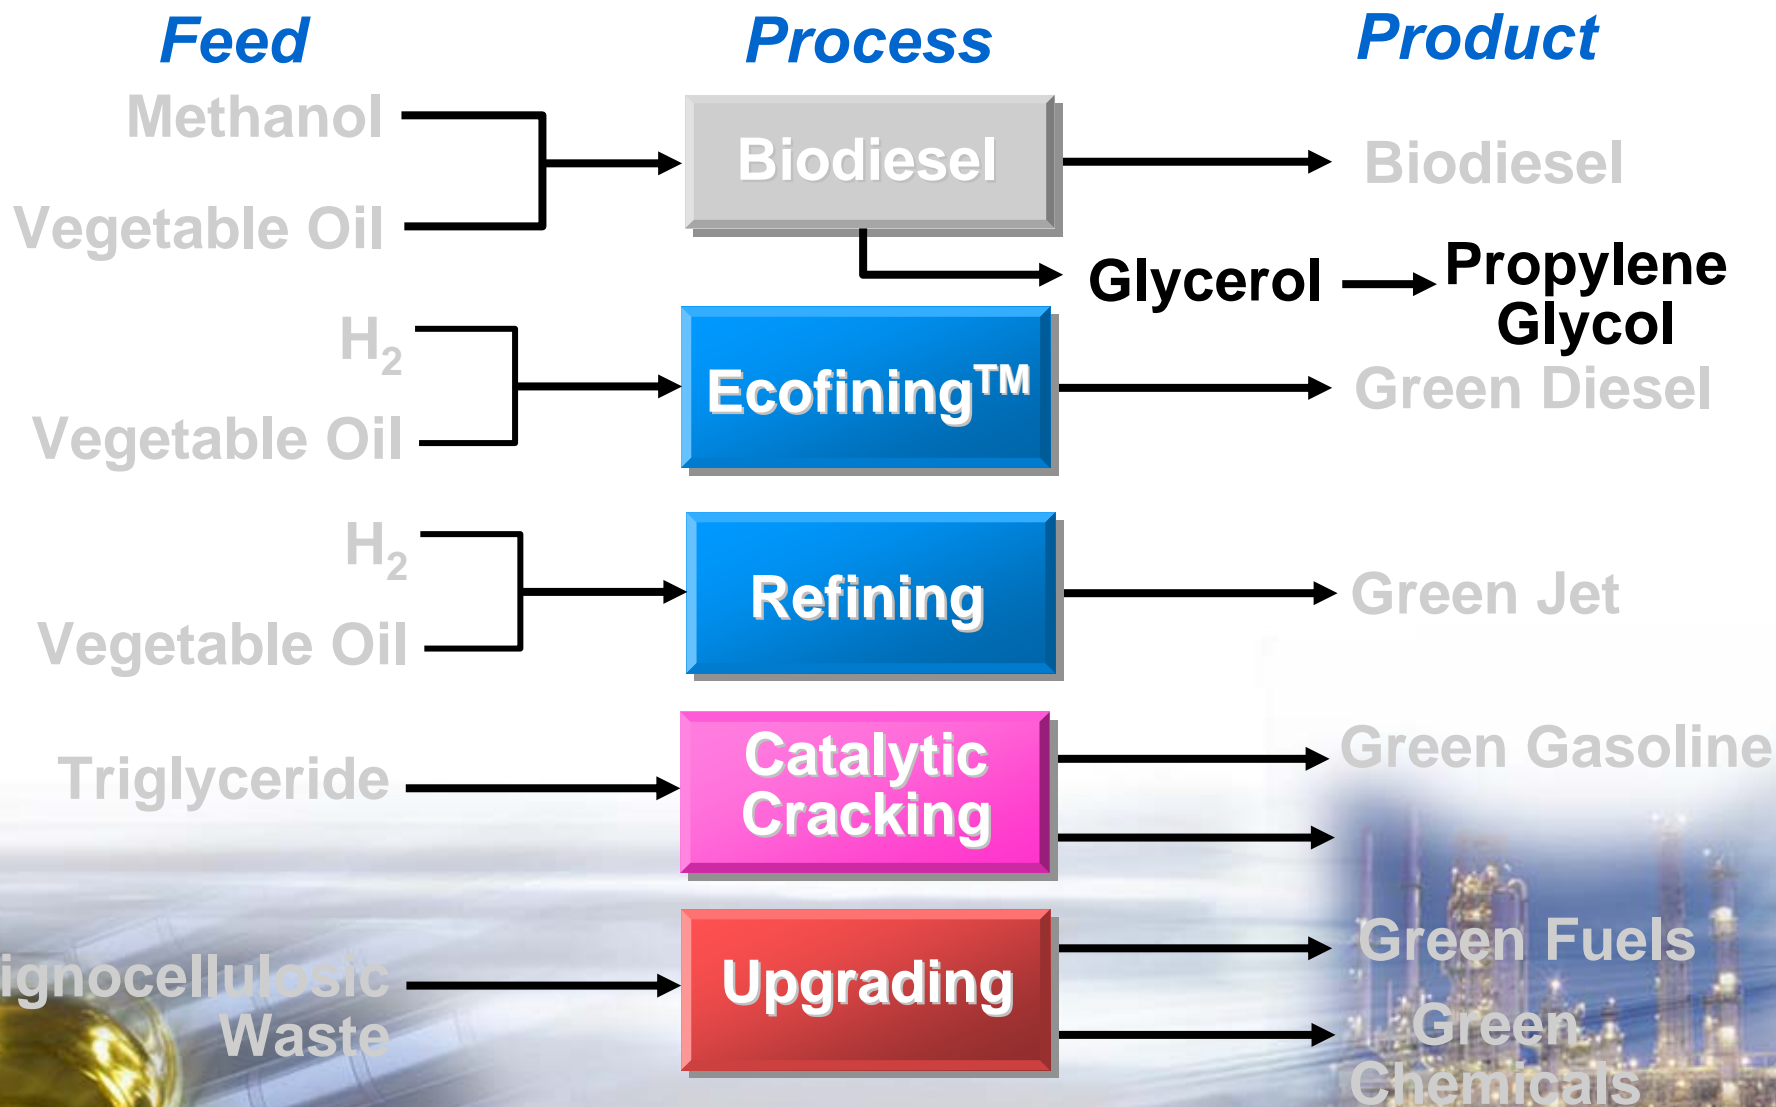 Feed
Process
Product
Methanol
Vegetable Oil
Biodiesel
Biodiesel
Glycerol
Propylene
Glycol
H2
Vegetable Oil
Ecofining™
Green Diesel
H2
Vegetable Oil
Refining
Green Jet
Triglyceride
Catalytic
Cracking
Green Gasoline
ignocellulosic
Waste
Upgrading
Green Fuels
Green
Chemicals